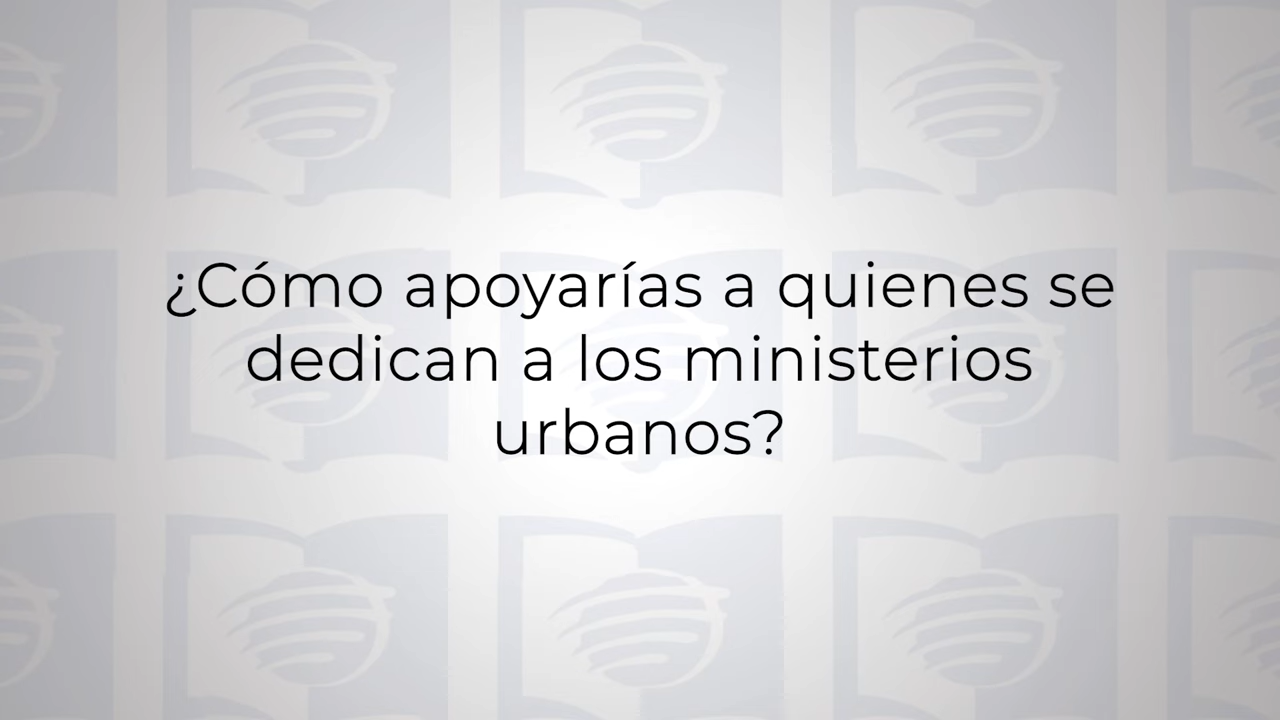 ¿Cómo apoyarías a quienes se
dedican a los ministerios
urbanos?